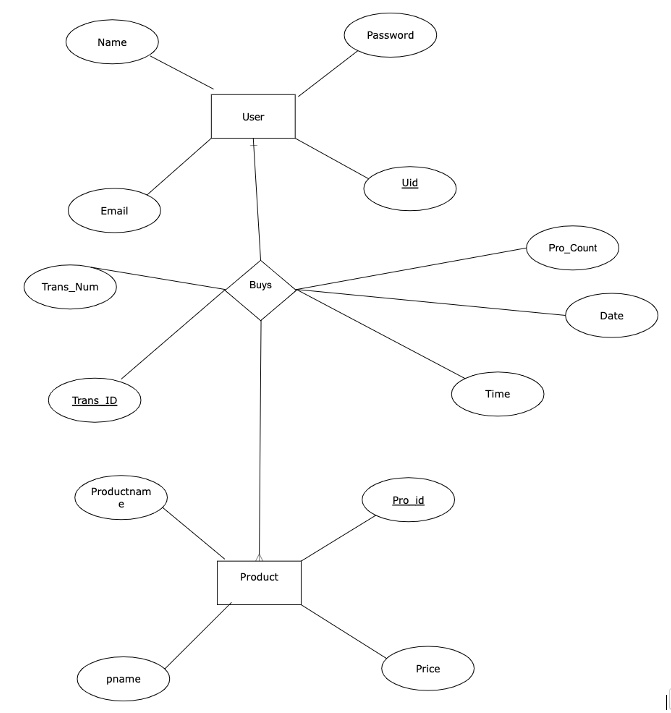 Name
Password
User
Uid
Email
Pro_Count
Trans_Num
Buys
Date
Time
Trans_ID
Productnam
e
Pro_id
Product
pname
Price